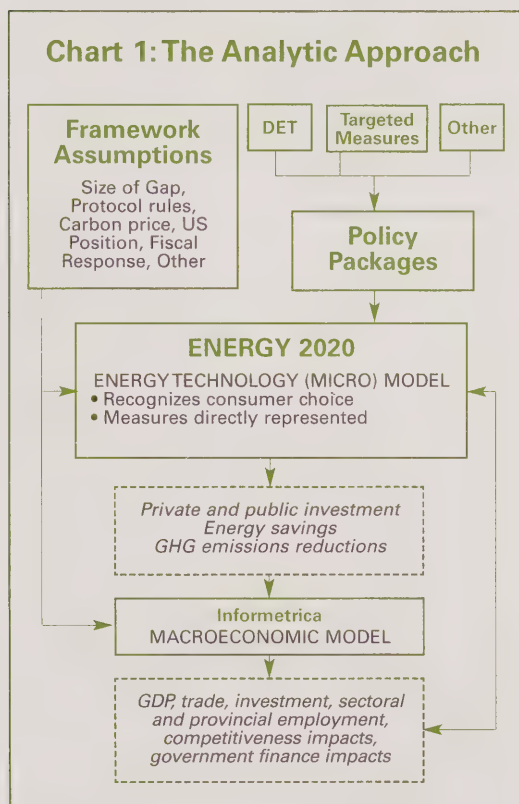 Chart 1: The Analytic Approach
Framework
Assumptions
Size of Gap,
Protocol rules,
Carbon price, US
Position, Fiscal
Response, Other
DET
Targeted
Measures
Other
Policy
Packages
ENERGY 2020
ENERGY TECHNOLOGY (MICRO) MODEL
• Recognizes consumer choice
• Measures directly represented
Private and public investment
Energy savings
GHG emissions reductions
Informetrica
MACROECONOMIC MODEL
GDP, trade, investment, sectoral
and provincial employment,
competitiveness impacts,
government finance impacts